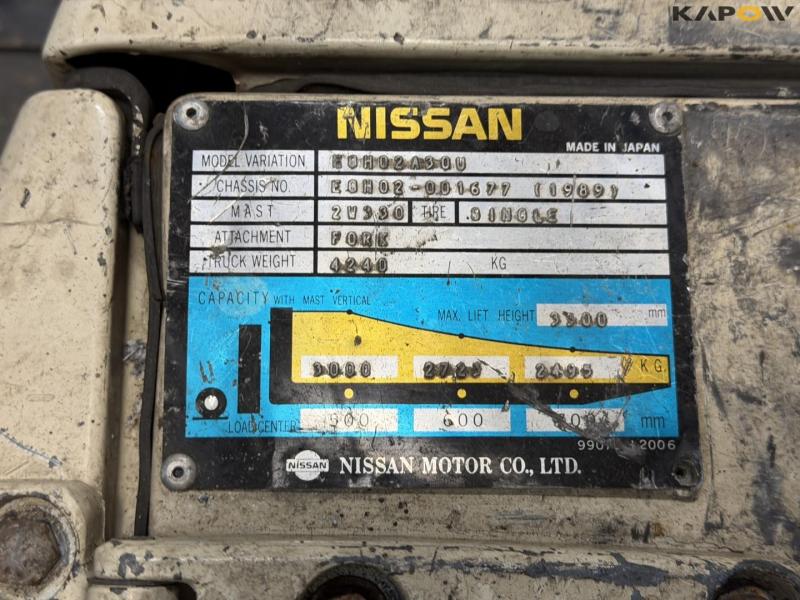 KAPOW
NISSAN
MADE IN JAPAN
MODEL VARIATION EGH02A30U
CHASSIS NO. EGH02-001677 (1989)
MAST 2W330 TIRE SINGLE
ATTACHMENT FORK
TRUCK WEIGHT 4240 KG
CAPACITY WITH MAST VERTICAL
MAX. LIFT HEIGHT 3300 mm
3000 2725 2495 KG.
LOAD CENTER 500 600 mm
NISSAN NISSAN MOTOR CO., LTD.